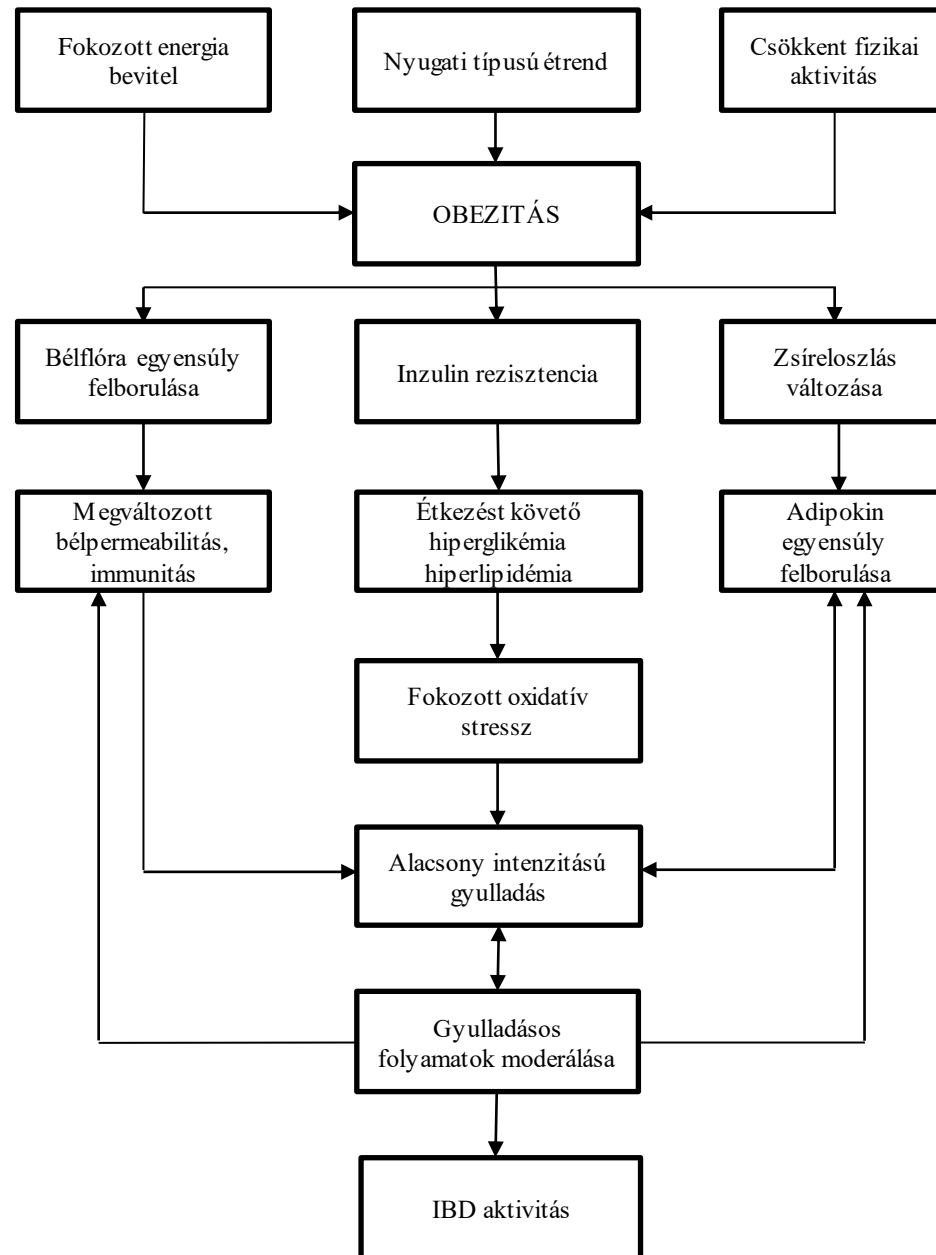 Fokozott energia
bevitel
Nyugati típusú étrend
Csökkent fizikai
aktivitás
OBEZITÁS
Bélflóra egyensúly
felborulása
Inzulin rezisztencia
Zsíreloszlás
változása
Megváltozott
bélpermeabilitás,
immunitás
Étkezést követő
hiperglikémia
hiperlipidémia
Adipokin
egyensúly
felborulása
Fokozott oxidatív
stressz
Alacsony intenzitású
gyulladás
Gyulladásos
folyamatok moderálása
IBD aktivitás